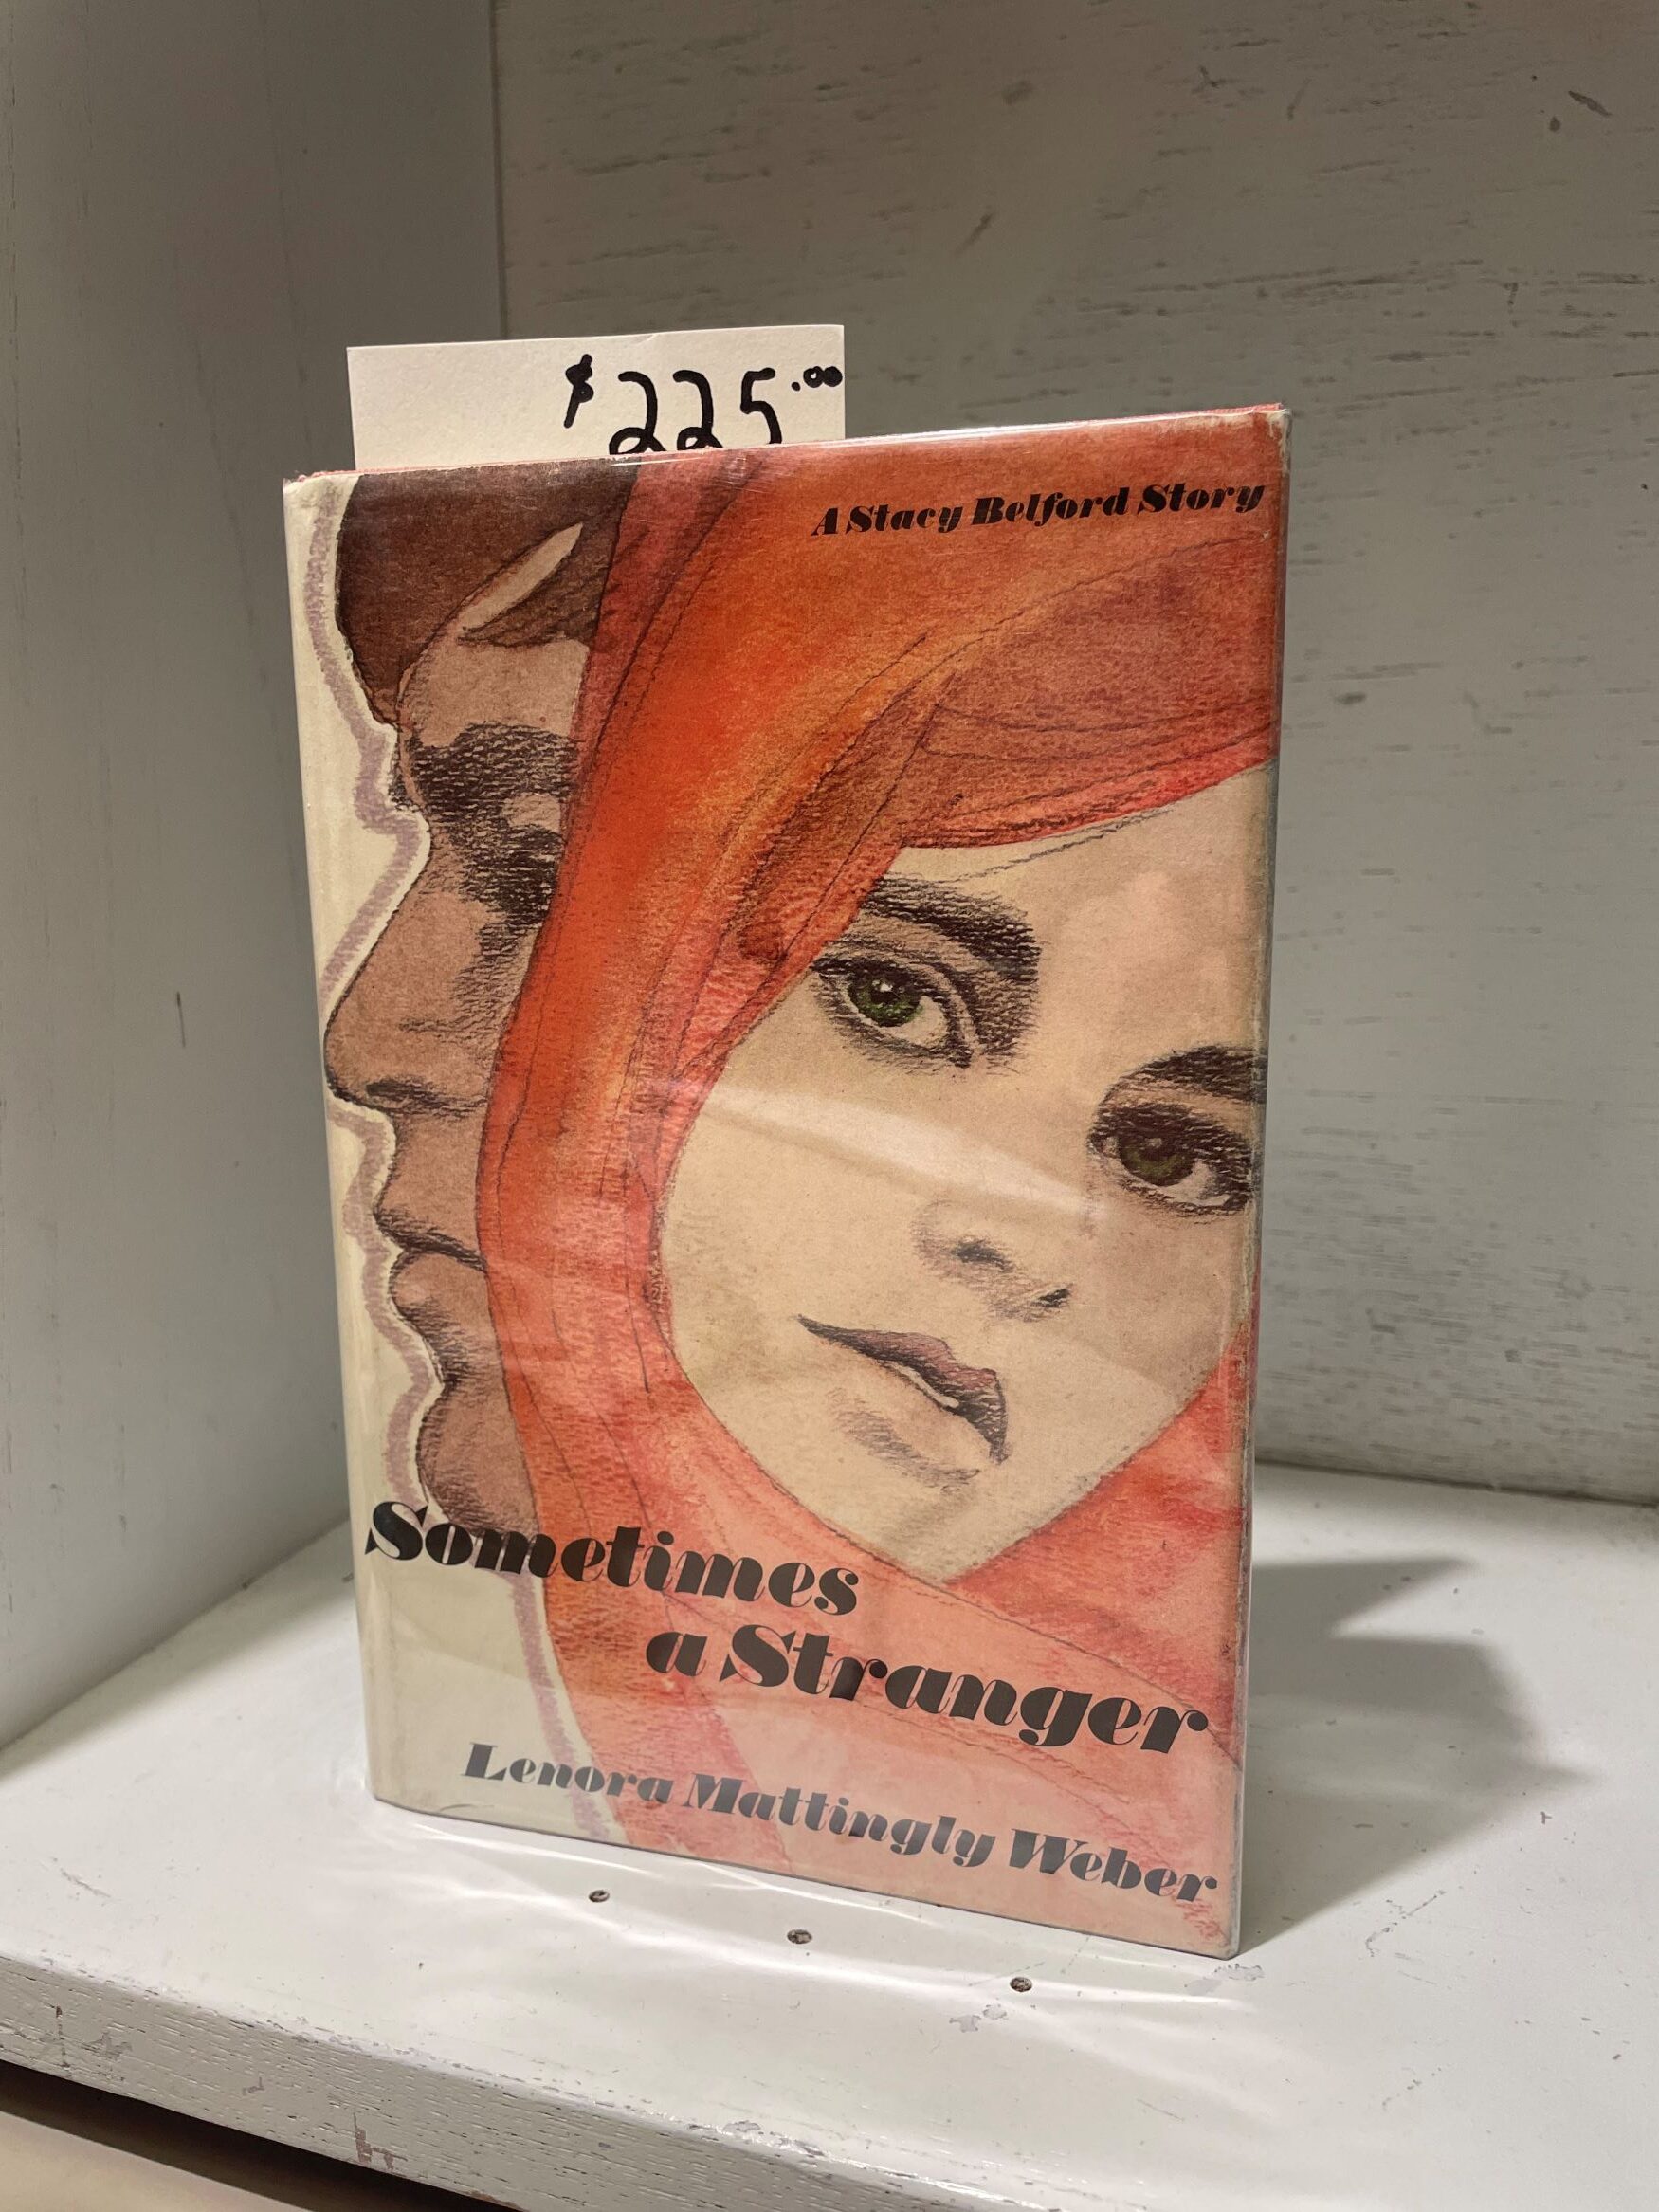 $225.00
A Stacy Belford Story
Sometimes
a Stranger
Lenora Mattingly Weber